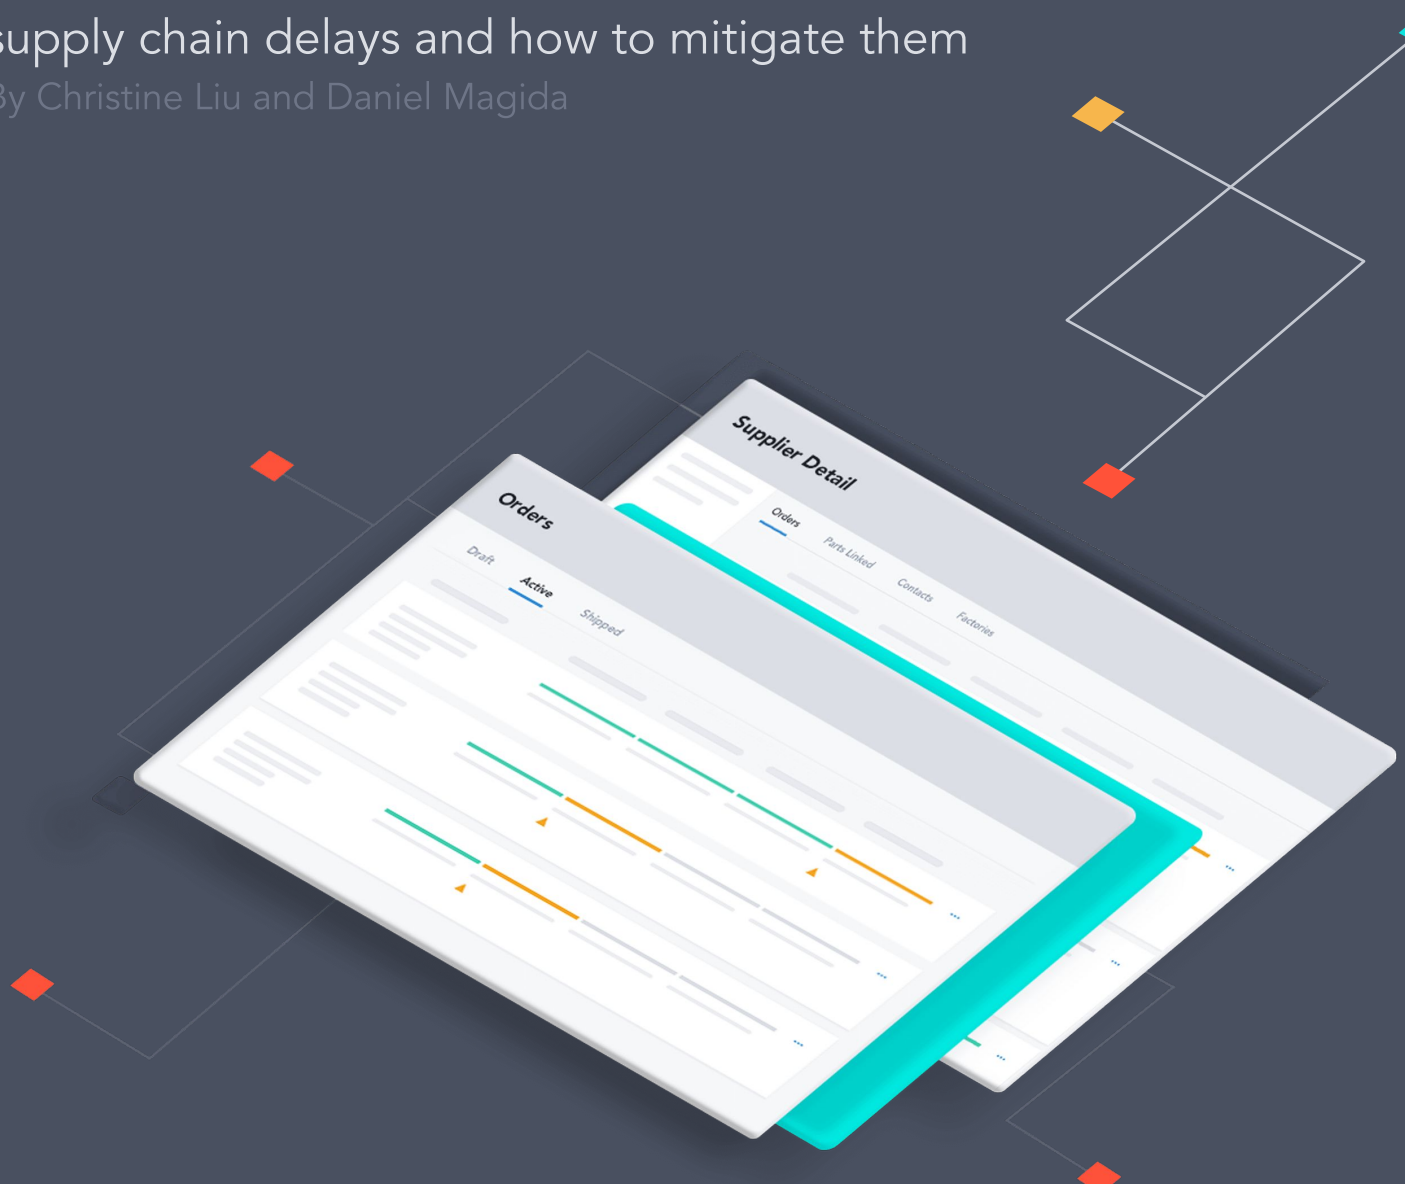 supply chain delays and how to mitigate them
By Christine Liu and Daniel Magida
Supplier Detail
Orders
Parts Linked
Contacts
Factories
Orders
Draft
Active
Shipped